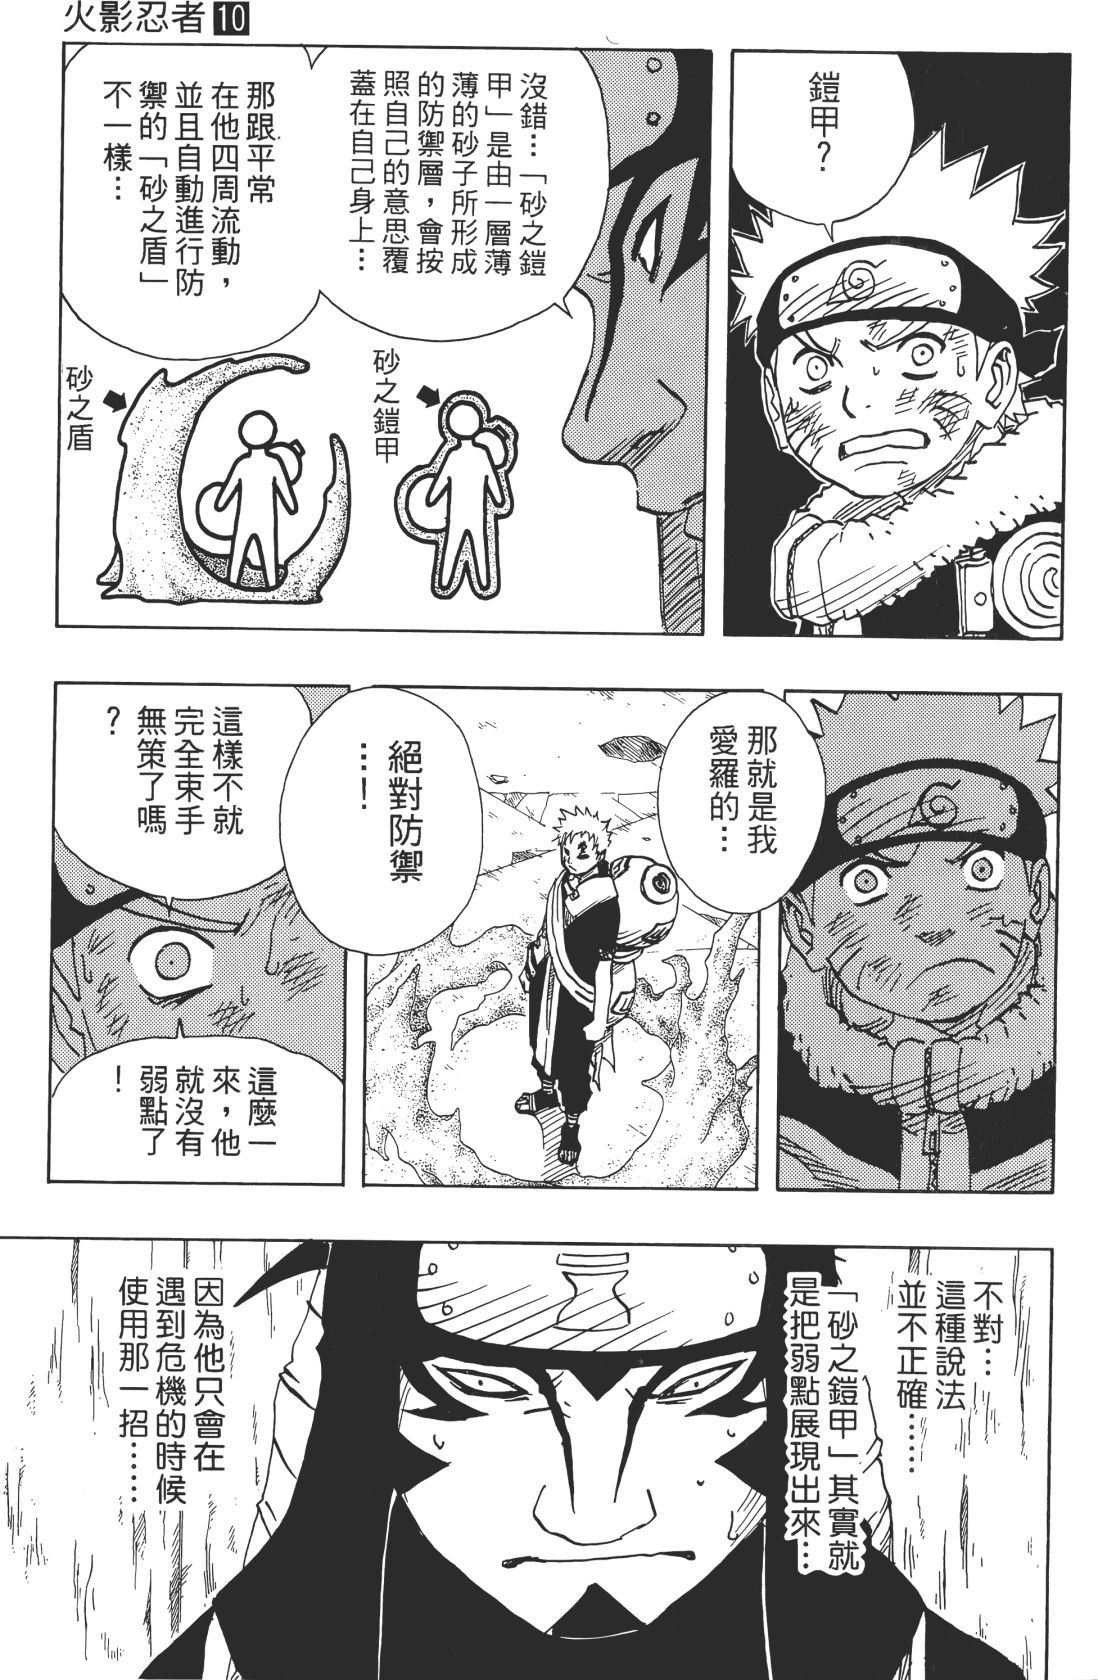 火影忍者10
鎧甲？
沒錯…「砂之鎧
甲」是由一層薄
薄的砂子所形成
的防禦層，會按
照自己的意思覆
蓋在自己身上…
那跟平常
在他四周流動，
並且自動進行防
禦的「砂之盾」
不一樣…
砂之鎧甲
砂之盾
那就是我
愛羅的…
絕對防禦
…！
這樣不就
完全束手
無策了嗎
？
這麼一
來，他
就沒有
弱點了
！
不對…
這種說法
並不正確……
「砂之鎧甲」其實就
是把弱點展現出來…
因為他只會在
遇到危機的時候
使用那一招……